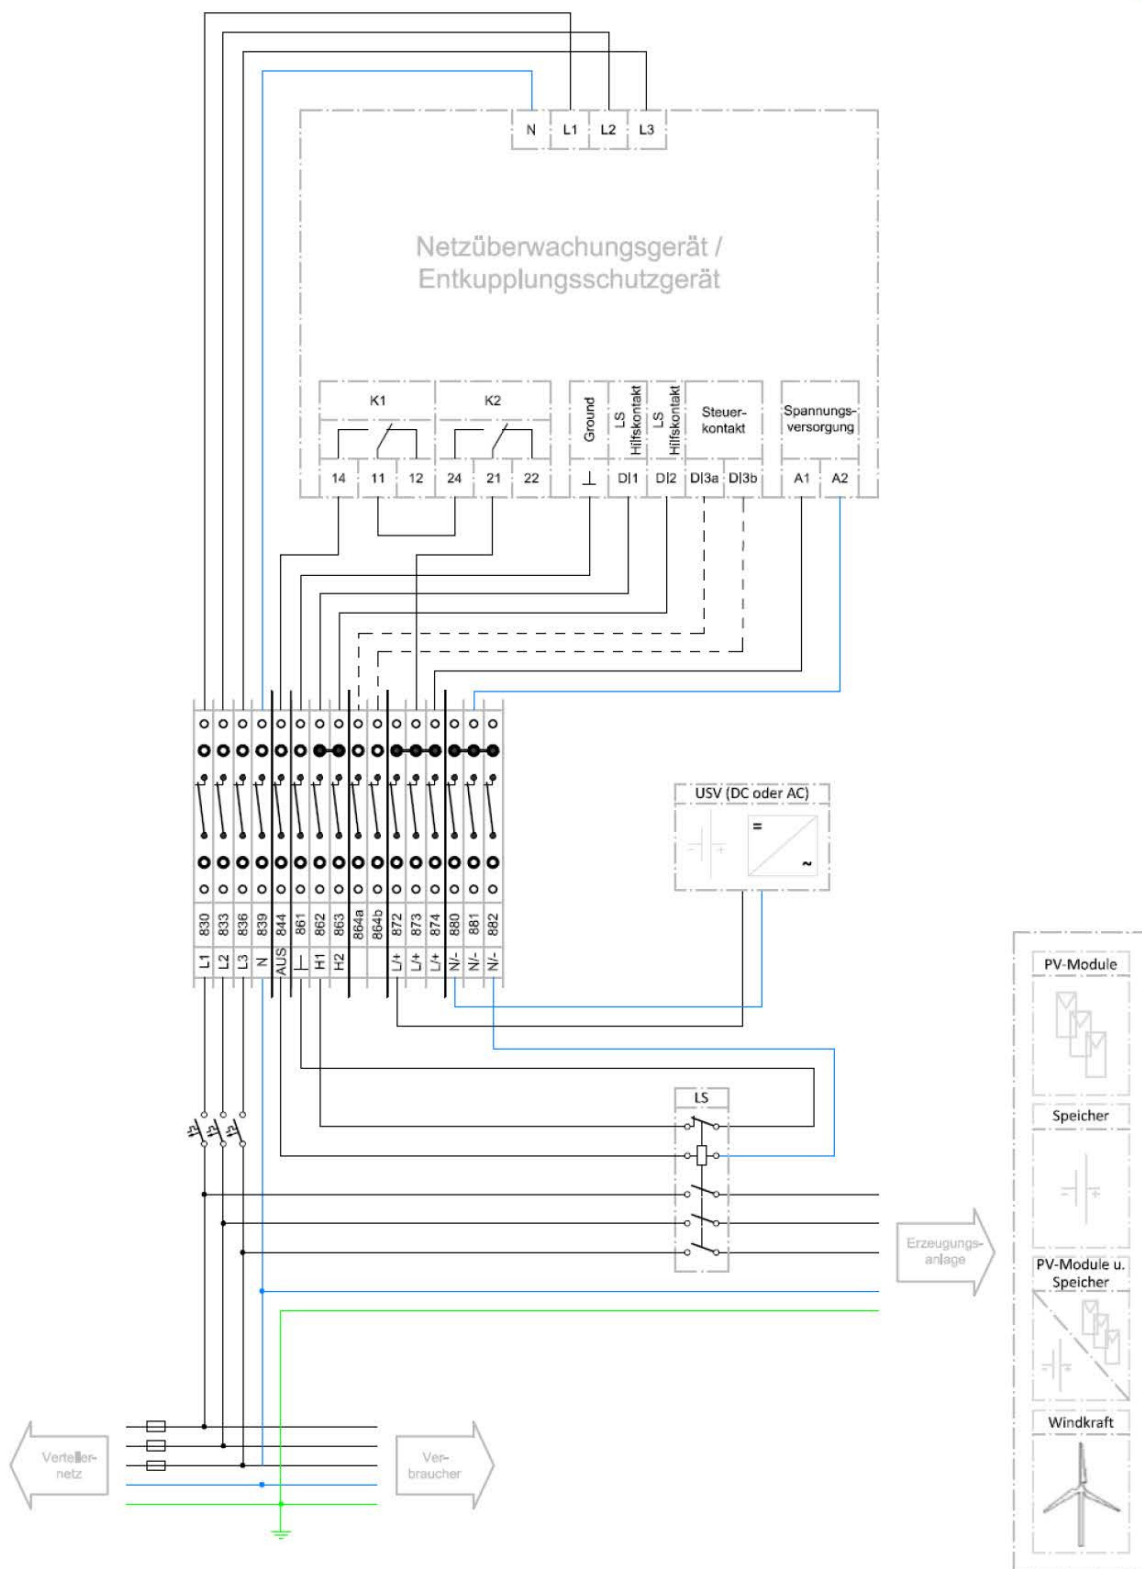 N L1 L2 L3
Netzüberwachungsgerät /
Entkupplungsschutzgerät
K1 K2
Ground
LS
Hilfskontakt
LS
Hilfskontakt
Steuer-
kontakt
Spannungs-
versorgung
14 11 12 24 21 22 ⊥ DI1 DI2 DI3a DI3b A1 A2
USV (DC oder AC)
= ~
830 833 836 839 844 861 862 863 864a 864b 872 873 874 880 881 882
L1 L2 L3 N AUS ⊥ H1 H2 L/+ L/+ L/+ N/- N/- N/-
LS
Erzeugungs-
anlage
PV-Module
Speicher
PV-Module u.
Speicher
Windkraft
Verteiler-
netz
Ver-
braucher